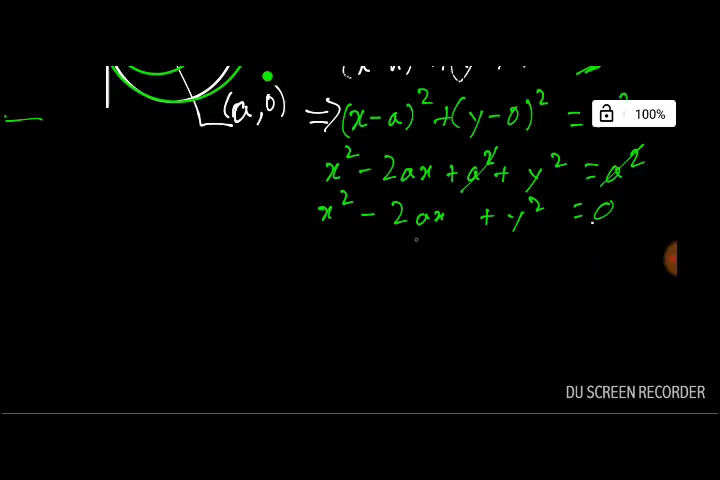 (a,0) ⇒ (x-a)² + (y-0)² =
100%
x² - 2ax + a² + y² = a²
x² - 2ax + y² = 0
DU SCREEN RECORDER